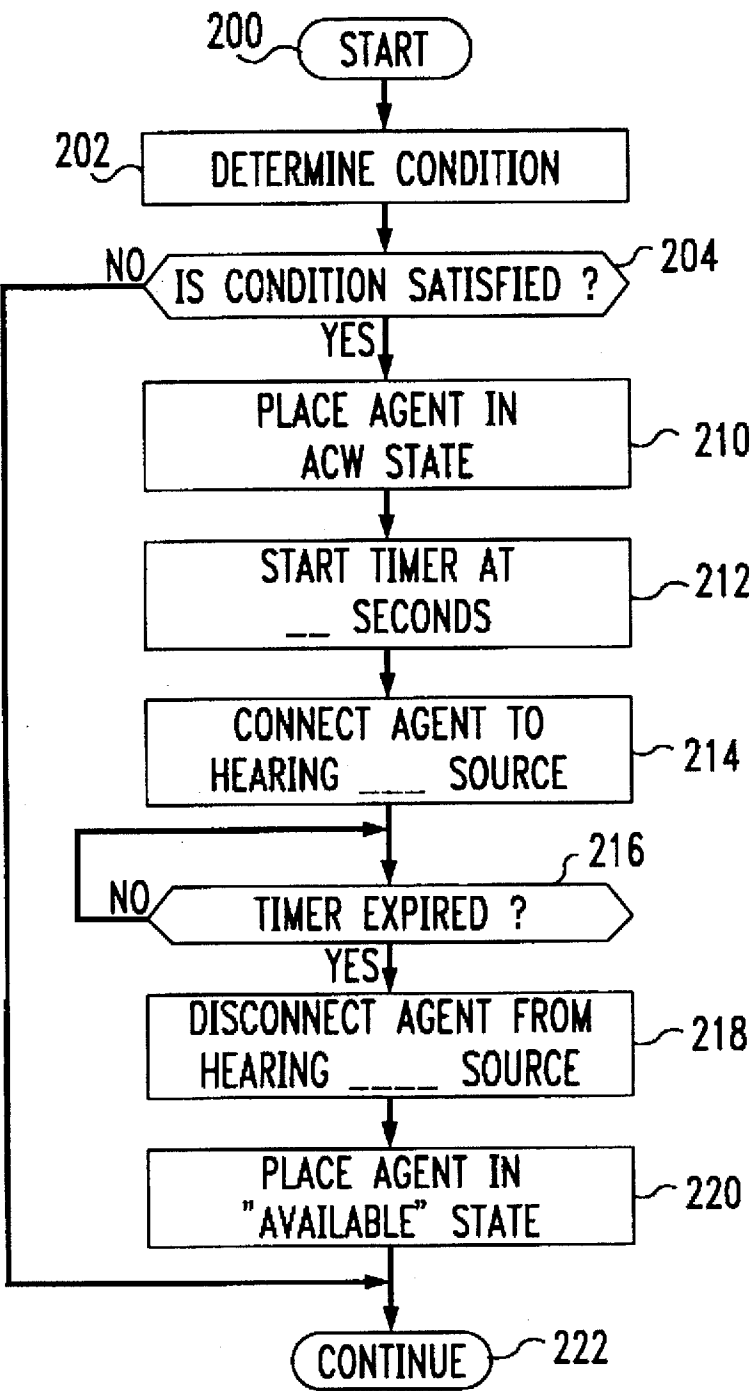 200
START
202
DETERMINE CONDITION
NO
IS CONDITION SATISFIED ?
204
YES
PLACE AGENT IN
ACW STATE
210
START TIMER AT
__ SECONDS
212
CONNECT AGENT TO
HEARING ___ SOURCE
214
216
NO
TIMER EXPIRED ?
YES
DISCONNECT AGENT FROM
HEARING ____ SOURCE
218
PLACE AGENT IN
"AVAILABLE" STATE
220
CONTINUE
222